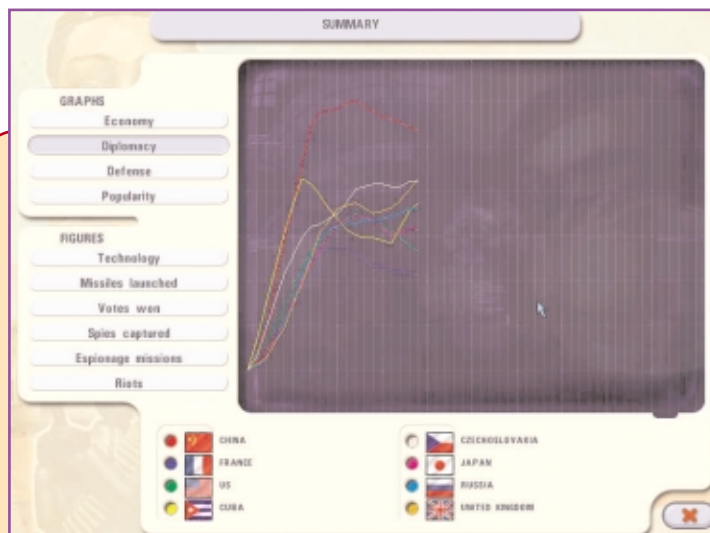 SUMMARY
GRAPHS
Economy
Diplomacy
Defense
Popularity
FIGURES
Technology
Missiles launched
Votes won
Spies captured
Espionage missions
Riots
CHINA
FRANCE
US
CUBA
CZECHOSLOVAKIA
JAPAN
RUSSIA
UNITED KINGDOM